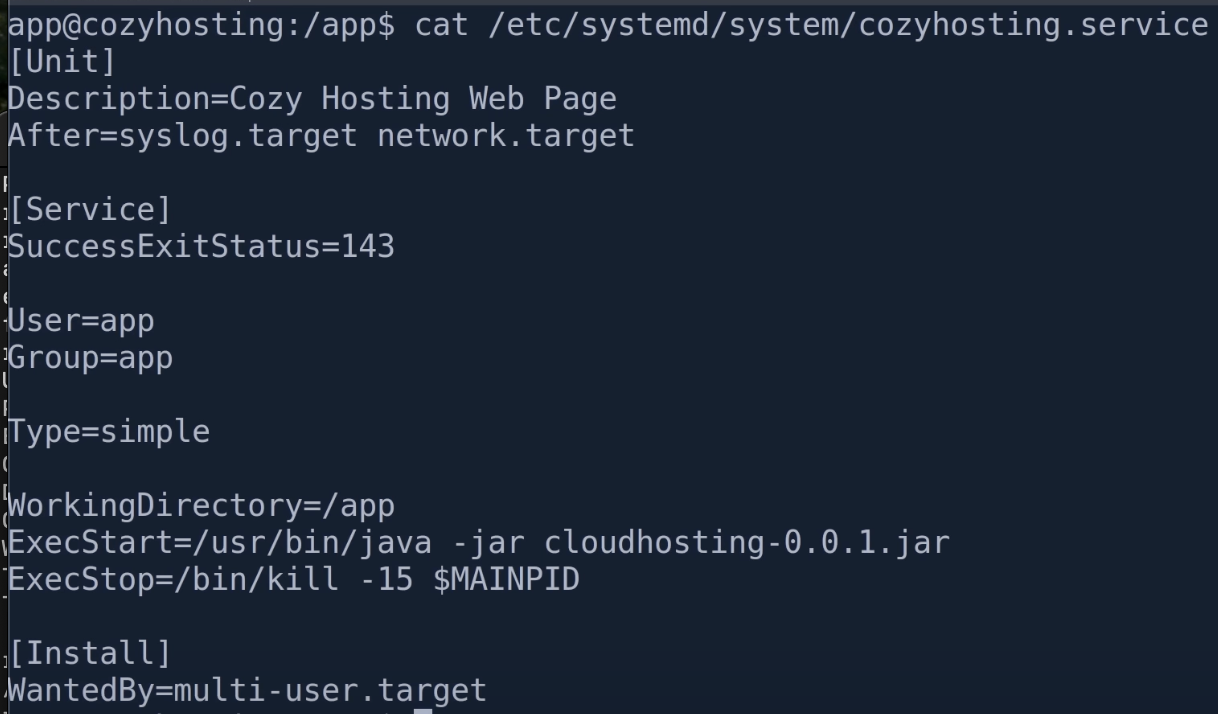 app@cozyhosting:/app$ cat /etc/systemd/system/cozyhosting.service
[Unit]
Description=Cozy Hosting Web Page
After=syslog.target network.target
[Service]
SuccessExitStatus=143
User=app
Group=app
Type=simple
WorkingDirectory=/app
ExecStart=/usr/bin/java -jar cloudhosting-0.0.1.jar
ExecStop=/bin/kill -15 $MAINPID
[Install]
WantedBy=multi-user.target